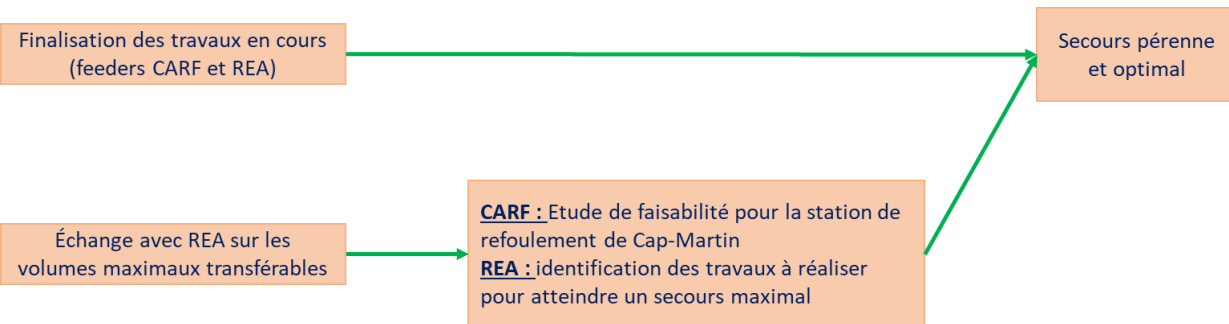 Finalisation des travaux en cours
(feeders CARF et REA)
Secours pérenne
et optimal
Échange avec REA sur les
volumes maximaux transférables
CARF : Etude de faisabilité pour la station de
refoulement de Cap-Martin
REA : identification des travaux à réaliser
pour atteindre un secours maximal